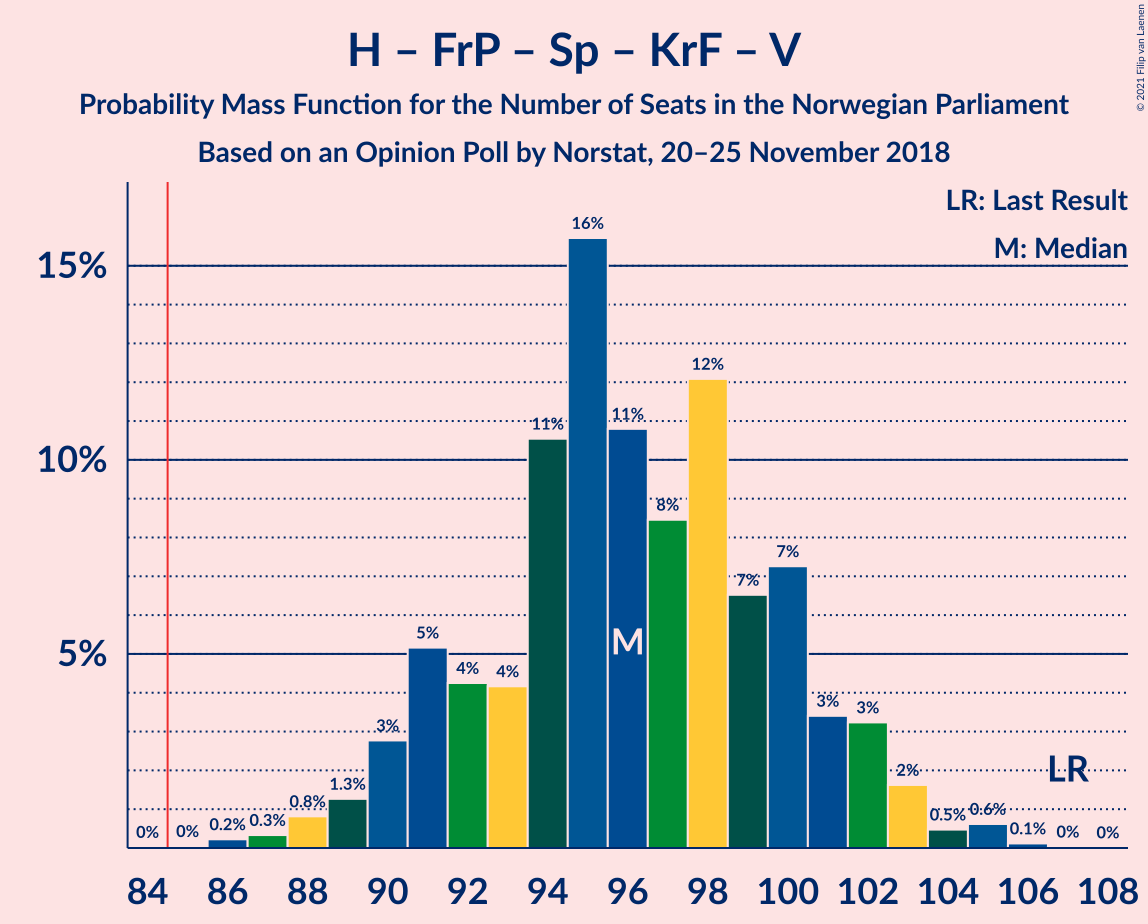 H – FrP – Sp – KrF – V
Probability Mass Function for the Number of Seats in the Norwegian Parliament
Based on an Opinion Poll by Norstat, 20–25 November 2018
© 2021 Filip van Laenen
LR: Last Result
M: Median
15%
10%
5%
0% 0% 0.2% 0.3% 0.8% 1.3% 3% 5% 4% 4% 11% 16% 11% 8% 12% 7% 7% 3% 3% 2% 0.5% 0.6% 0.1% 0% 0%
M
LR
84 86 88 90 92 94 96 98 100 102 104 106 108